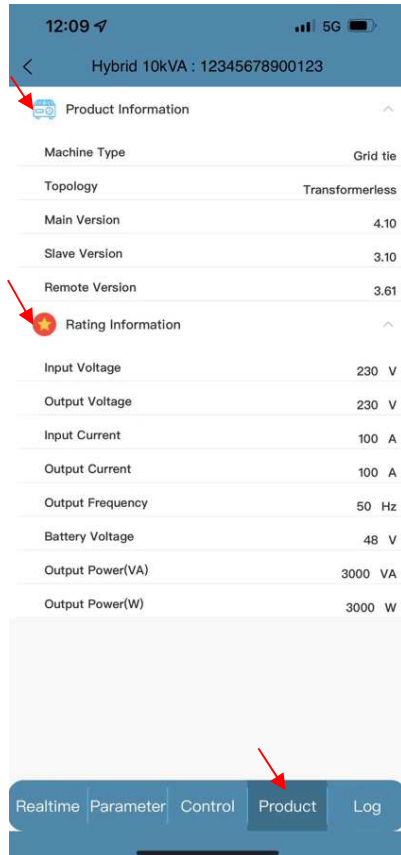 12:09 5G
Hybrid 10kVA : 12345678900123
Product Information
Machine Type Grid tie
Topology Transformerless
Main Version 4.10
Slave Version 3.10
Remote Version 3.61
Rating Information
Input Voltage 230 V
Output Voltage 230 V
Input Current 100 A
Output Current 100 A
Output Frequency 50 Hz
Battery Voltage 48 V
Output Power(VA) 3000 VA
Output Power(W) 3000 W
Realtime Parameter Control Product Log